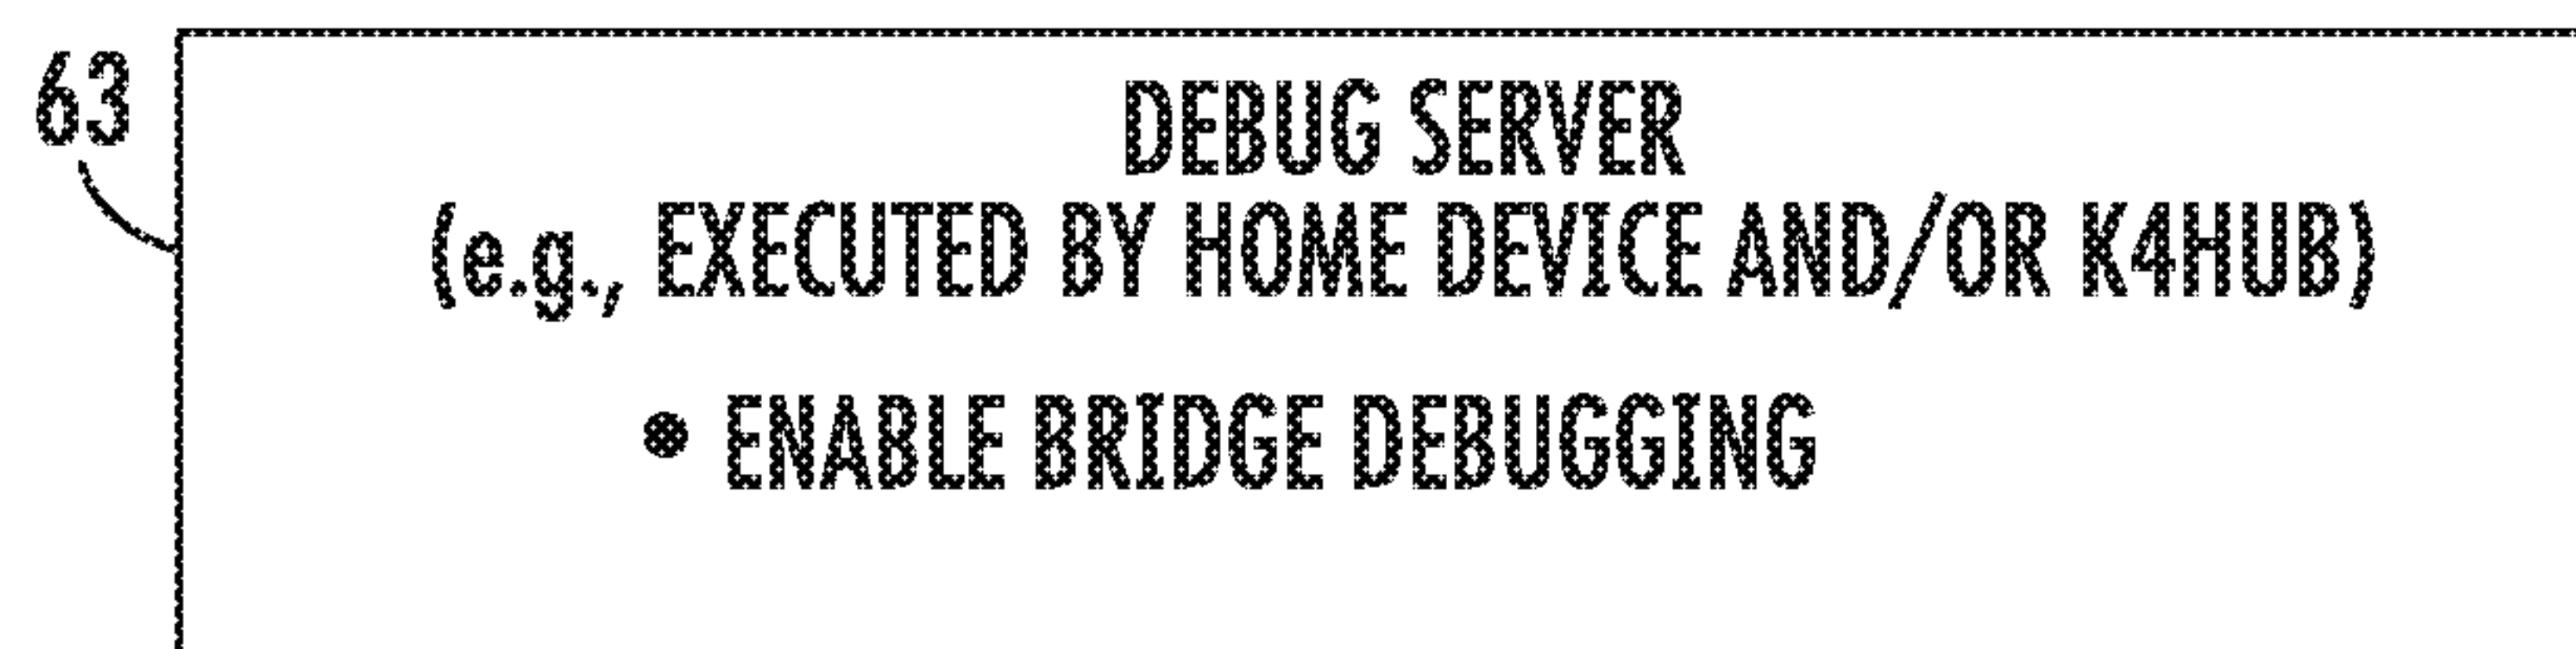 63
DEBUG SERVER
(e.g., EXECUTED BY HOME DEVICE AND/OR K4HUB)
• ENABLE BRIDGE DEBUGGING